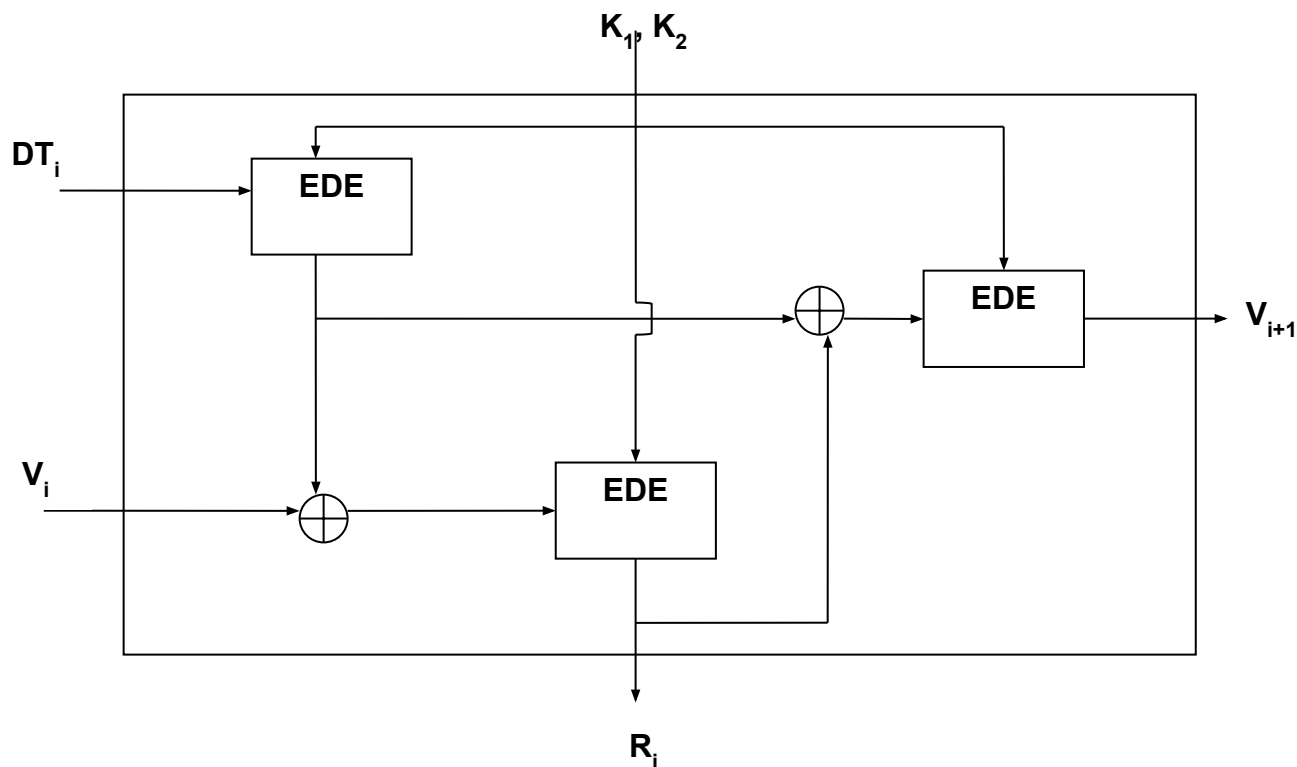 K₁, K₂
DTᵢ
EDE
EDE
Vᵢ₊₁
Vᵢ
EDE
Rᵢ